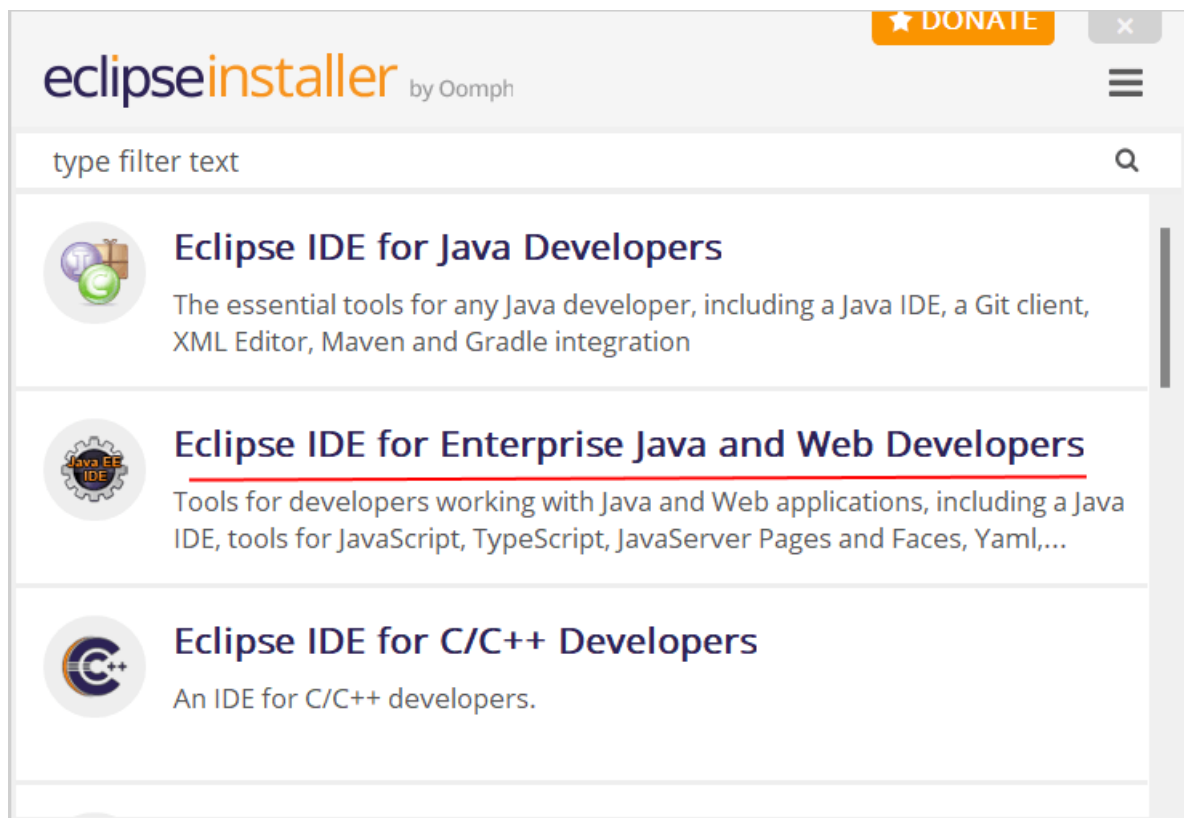 ★ DONATE
×
eclipseinstaller by Oomph
type filter text
Eclipse IDE for Java Developers
The essential tools for any Java developer, including a Java IDE, a Git client,
XML Editor, Maven and Gradle integration
Java EE
IDE
Eclipse IDE for Enterprise Java and Web Developers
Tools for developers working with Java and Web applications, including a Java
IDE, tools for JavaScript, TypeScript, JavaServer Pages and Faces, Yaml,...
C++
Eclipse IDE for C/C++ Developers
An IDE for C/C++ developers.